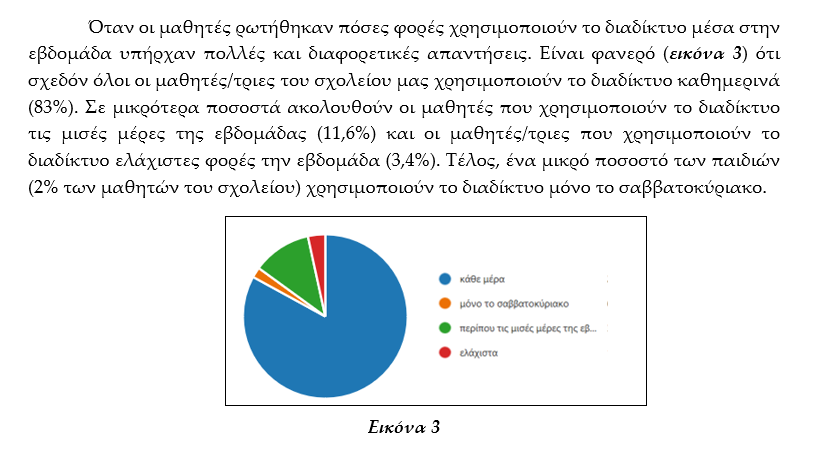 Όταν οι μαθητές ρωτήθηκαν πόσες φορές χρησιμοποιούν το διαδίκτυο μέσα στην
εβδομάδα υπήρχαν πολλές και διαφορετικές απαντήσεις. Είναι φανερό (εικόνα 3) ότι
σχεδόν όλοι οι μαθητές/τριες του σχολείου μας χρησιμοποιούν το διαδίκτυο καθημερινά
(83%). Σε μικρότερα ποσοστά ακολουθούν οι μαθητές που χρησιμοποιούν το διαδίκτυο
τις μισές μέρες της εβδομάδας (11,6%) και οι μαθητές/τριες που χρησιμοποιούν το
διαδίκτυο ελάχιστες φορές την εβδομάδα (3,4%). Τέλος, ένα μικρό ποσοστό των παιδιών
(2% των μαθητών του σχολείου) χρησιμοποιούν το διαδίκτυο μόνο το σαββατοκύριακο.
κάθε μέρα
μόνο το σαββατοκύριακο
περίπου τις μισές μέρες της εβ...
ελάχιστα
Εικόνα 3